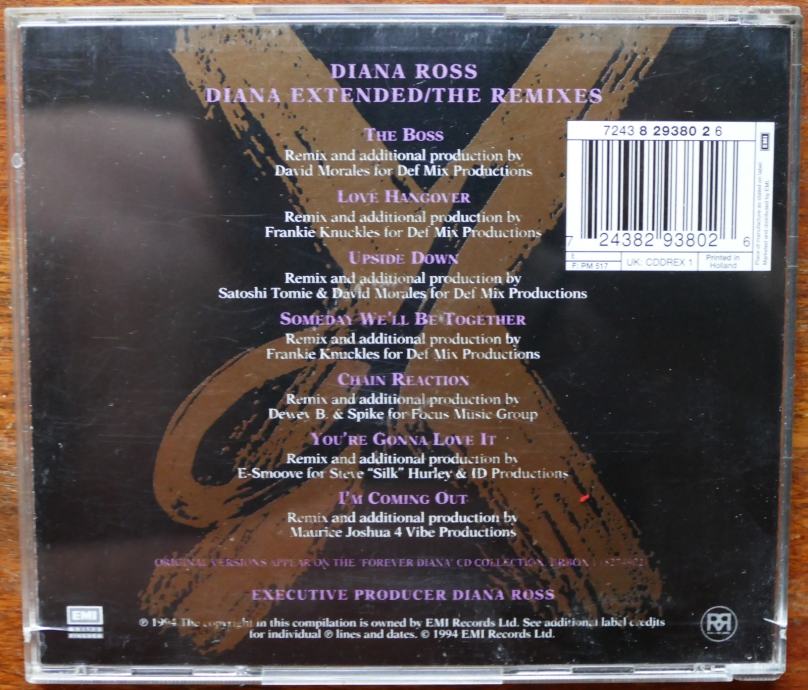 DIANA ROSS
DIANA EXTENDED/THE REMIXES
THE BOSS
Remix and additional production by
David Morales for Def Mix Productions
LOVE HANGOVER
Remix and additional production by
Frankie Knuckles for Def Mix Productions
UPSIDE DOWN
Remix and additional production by
Satoshi Tomie & David Morales for Def Mix Productions
SOMEDAY WE'LL BE TOGETHER
Remix and additional production by
Frankie Knuckles for Def Mix Productions
CHAIN REACTION
Remix and additional production by
Dewey B. & Spike for Focus Music Group
YOU'RE GONNA LOVE IT
Remix and additional production by
E-Smoove for Steve "Silk" Hurley & ID Productions
I'M COMING OUT
Remix and additional production by
Maurice Joshua 4 Vibe Productions
ORIGINAL VERSIONS APPEAR ON THE 'FOREVER DIANA' CD COLLECTION.
EXECUTIVE PRODUCER DIANA ROSS
℗ 1994 The copyright in this compilation is owned by EMI Records Ltd. See additional label credits
for individual ℗ lines and dates. © 1994 EMI Records Ltd.
7243 8 29380 2 6
7 24382 93802 6
F: PM 517
UK: CDDREX 1
Printed in
Holland
EMI
EMI